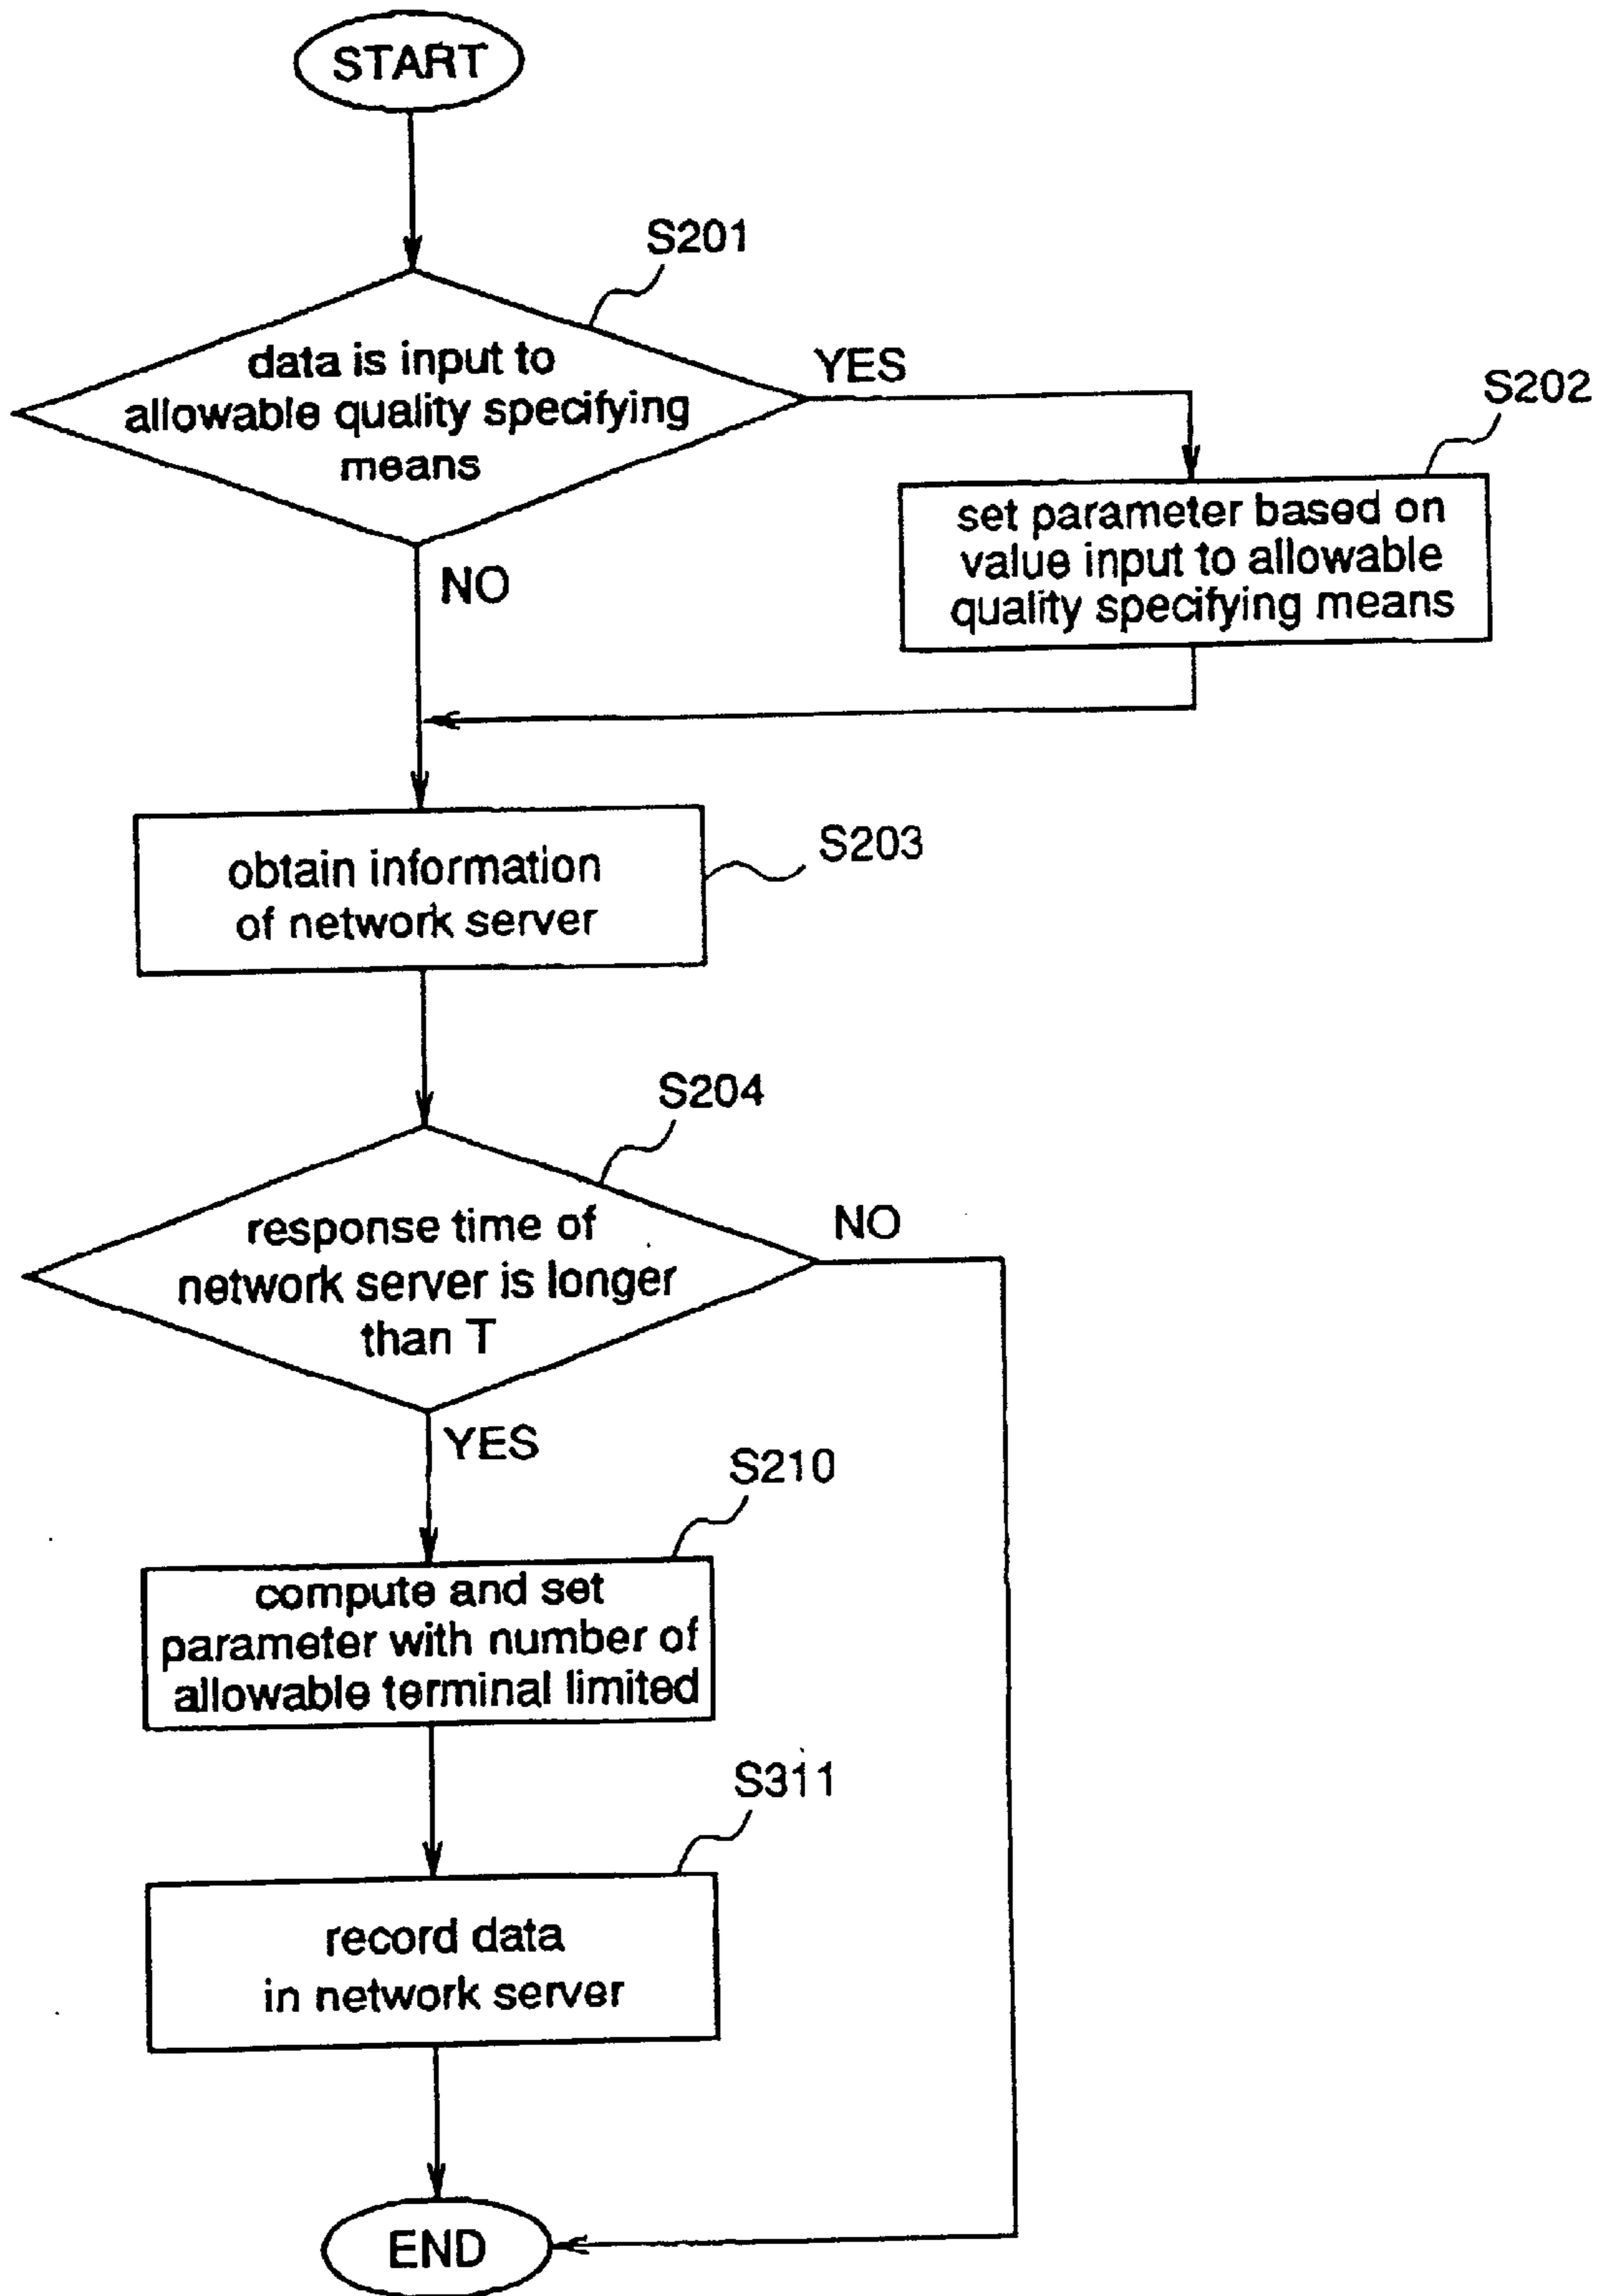 START
S201
data is input to
allowable quality specifying
means
YES
NO
S202
set parameter based on
value input to allowable
quality specifying means
S203
obtain information
of network server
S204
response time of
network server is longer
than T
NO
YES
S210
compute and set
parameter with number of
allowable terminal limited
S311
record data
in network server
END